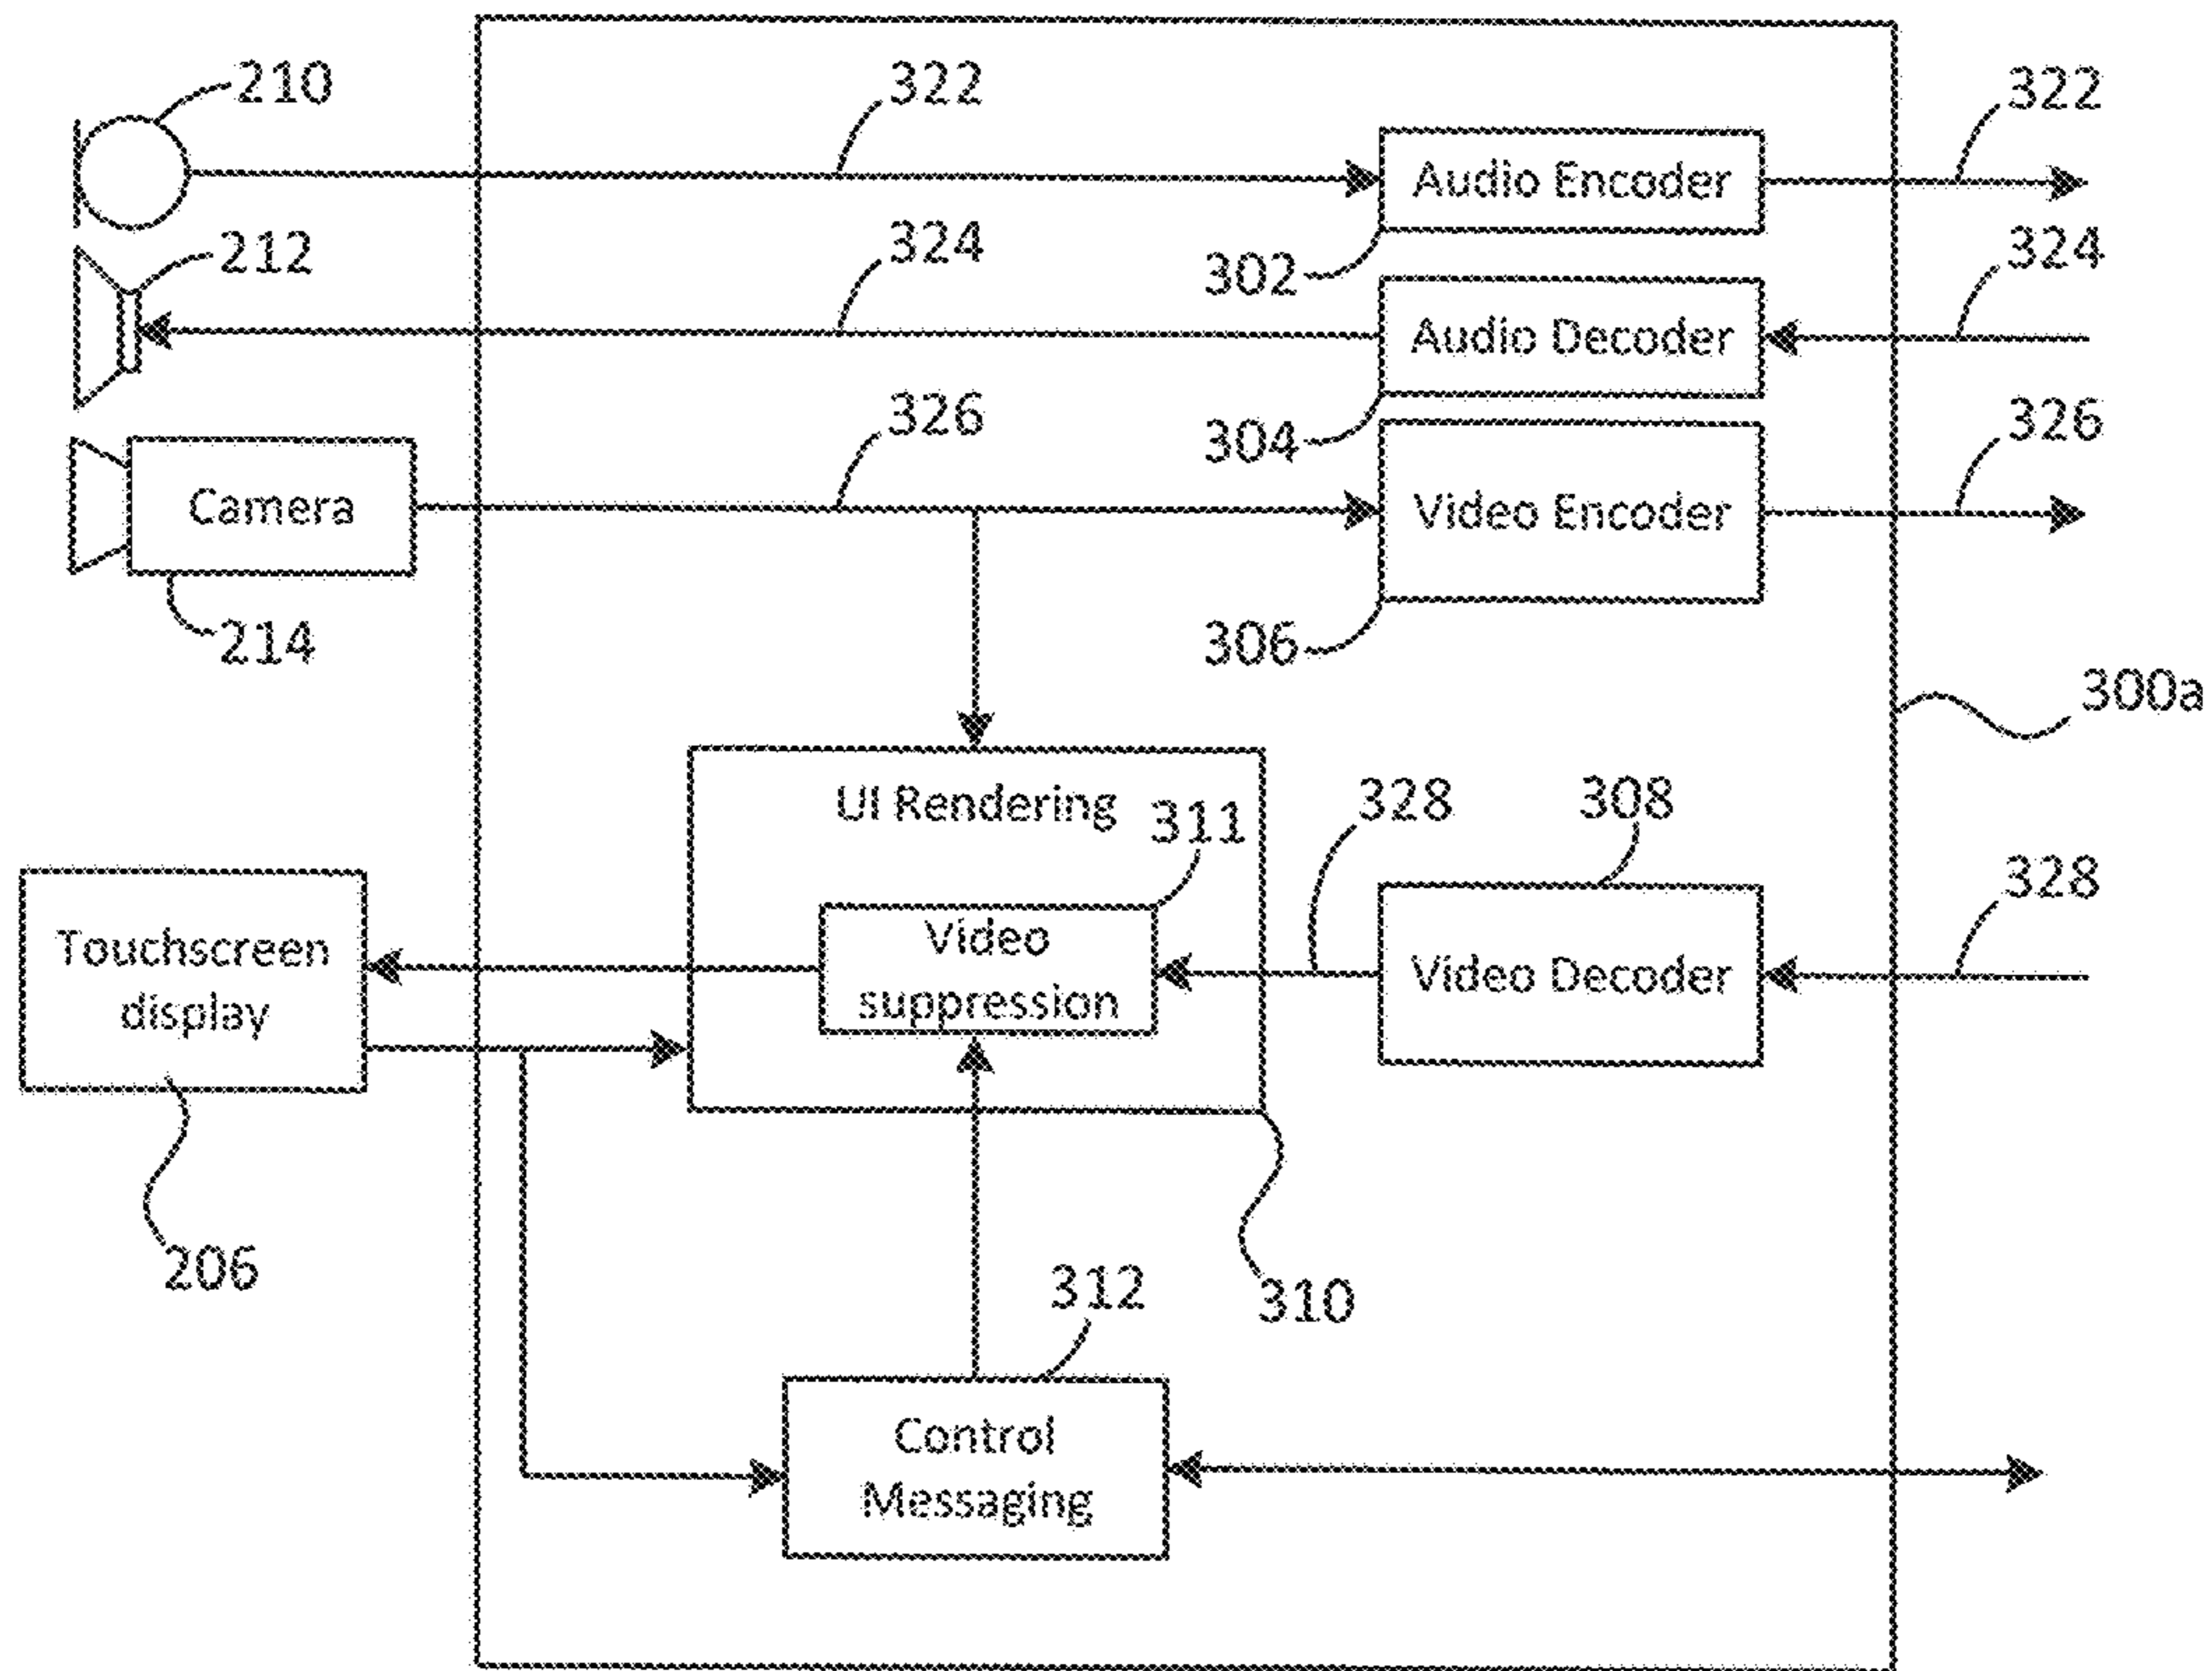 210
322
322
Audio Encoder
212
324
302
324
Audio Decoder
326
304
326
Camera
Video Encoder
214
306
300a
UI Rendering
311
328
308
328
Touchscreen
display
Video
suppression
Video Decoder
206
310
312
Control
Messaging